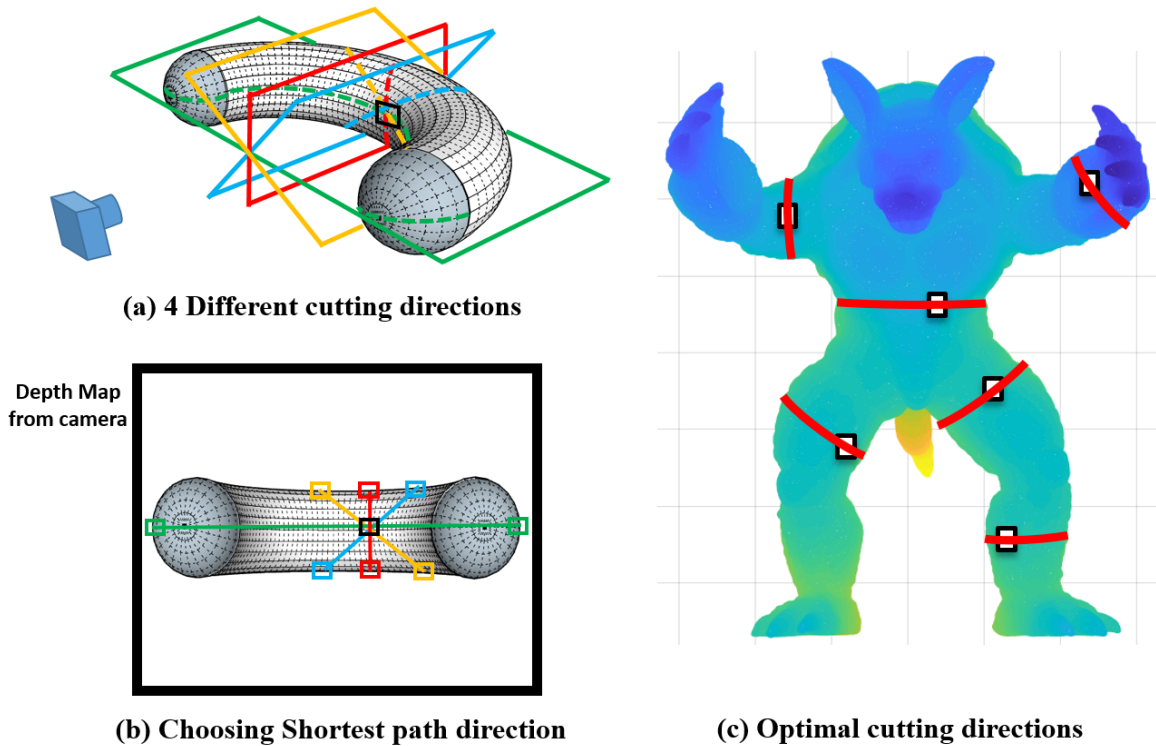 (a) 4 Different cutting directions
Depth Map
from camera
(b) Choosing Shortest path direction
(c) Optimal cutting directions